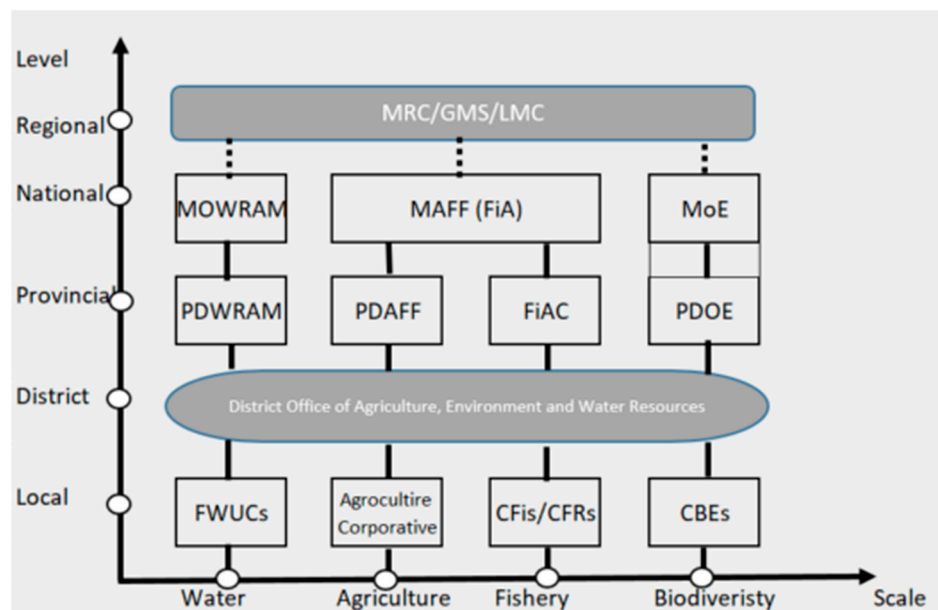 Level
Regional
MRC/GMS/LMC
National
MOWRAM
MAFF (FiA)
MoE
Provincial
PDWRAM
PDAFF
FiAC
PDOE
District
District Office of Agriculture, Environment and Water Resources
Local
FWUCs
Agrocultire
Corporative
CFis/CFRs
CBEs
Water
Agriculture
Fishery
Biodiveristy
Scale